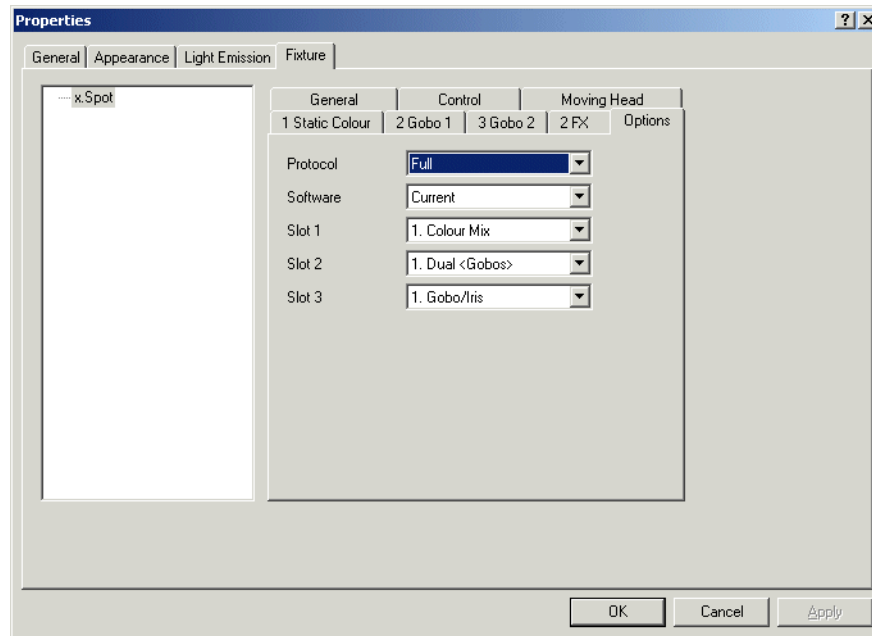 Properties
General Appearance Light Emission Fixture
x.Spot
General Control Moving Head
1 Static Colour 2 Gobo 1 3 Gobo 2 2 FX Options
Protocol Full
Software Current
Slot 1 1. Colour Mix
Slot 2 1. Dual <Gobos>
Slot 3 1. Gobo/Iris
OK Cancel Apply